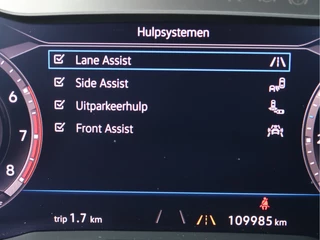 Hulpsystemen
Lane Assist
Side Assist
Uitparkeerhulp
Front Assist
6
7
8
trip 1.7 km
109985 km